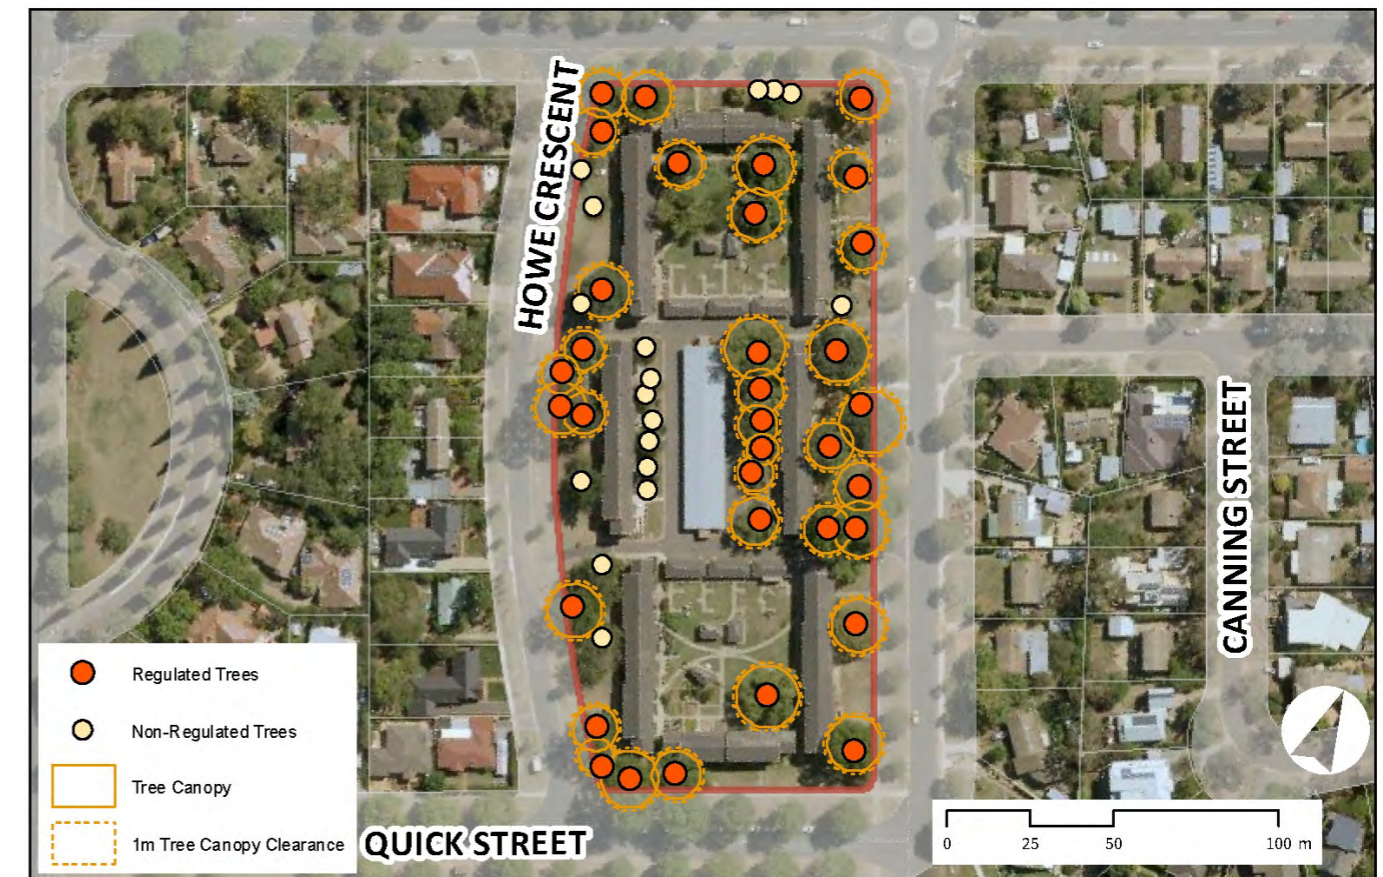 HOWE CRESCENT
CANNING STREET
Regulated Trees
Non-Regulated Trees
Tree Canopy
1m Tree Canopy Clearance
QUICK STREET
0 25 50 100 m